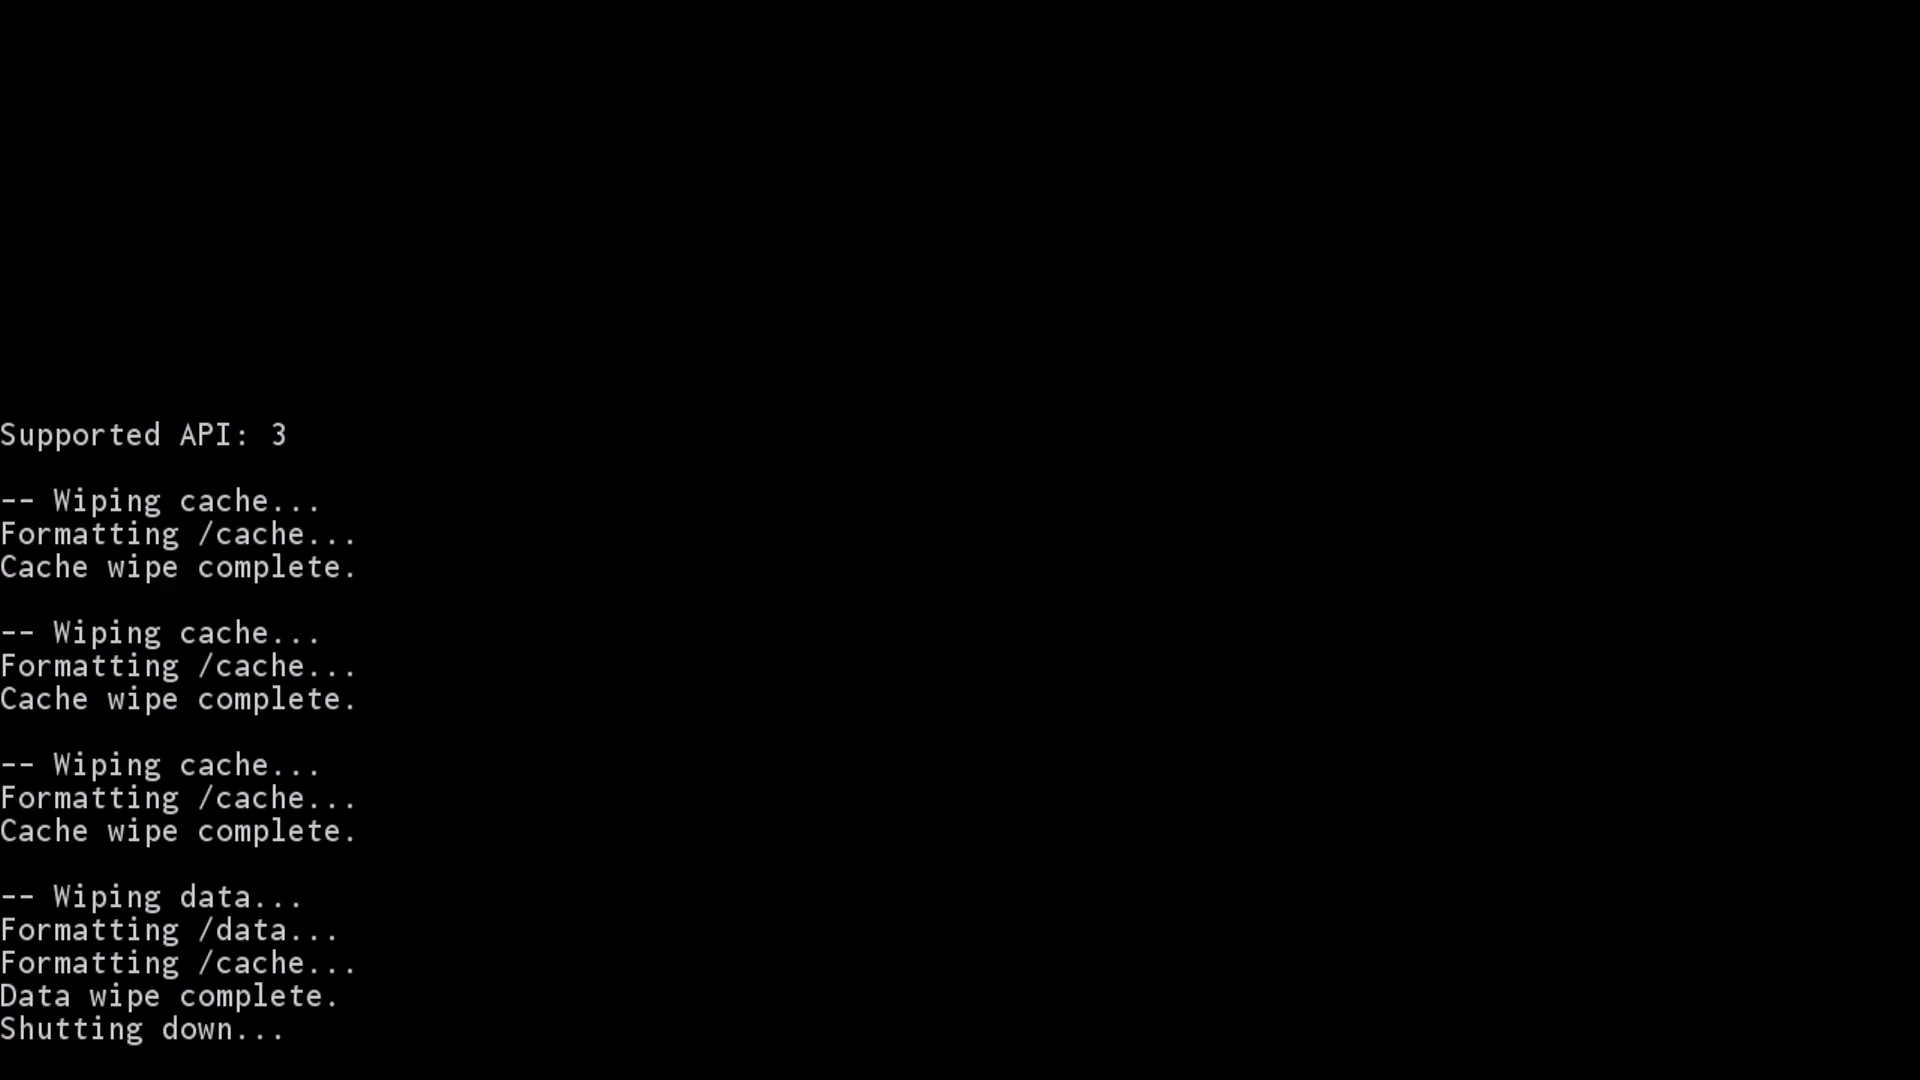 Supported API: 3
-- Wiping cache...
Formatting /cache...
Cache wipe complete.
-- Wiping cache...
Formatting /cache...
Cache wipe complete.
-- Wiping cache...
Formatting /cache...
Cache wipe complete.
-- Wiping data...
Formatting /data...
Formatting /cache...
Data wipe complete.
Shutting down...